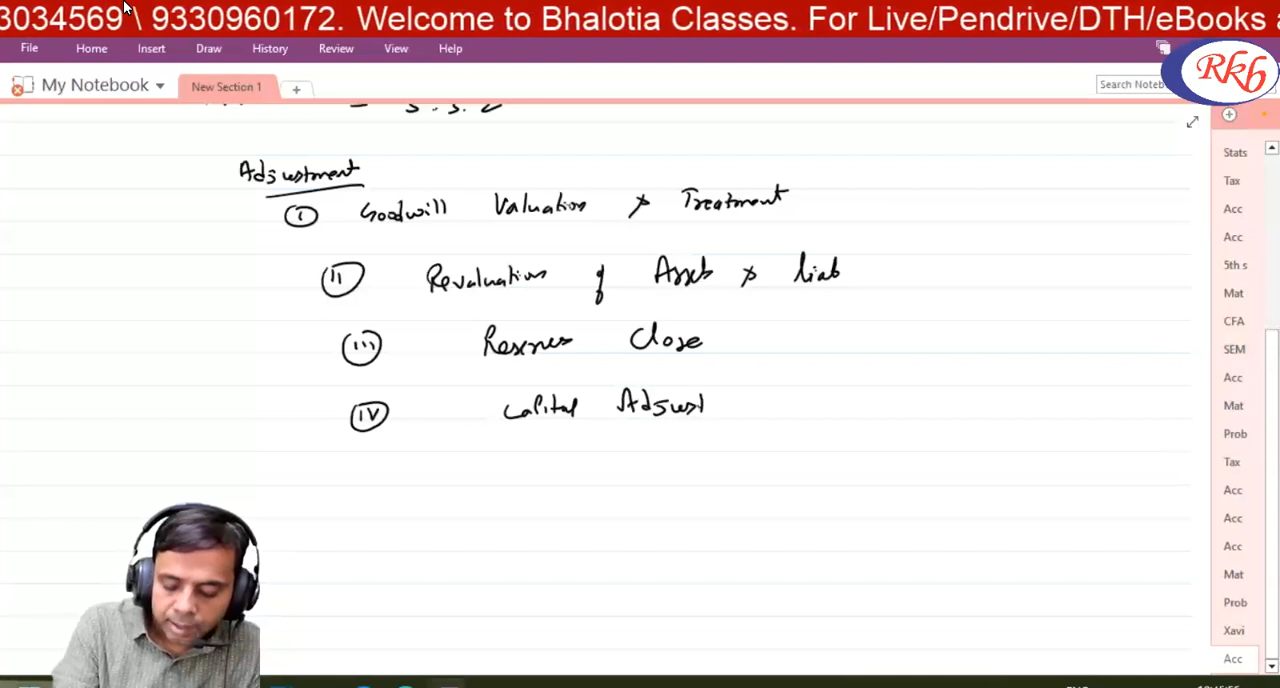 3034569 \ 9330960172. Welcome to Bhalotia Classes. For Live/Pendrive/DTH/eBooks
File Home Insert Draw History Review View Help
Rkb
My Notebook New Section 1 +
Search Noteb
Adjustment
(i) Goodwill Valuation & Treatment
(ii) Revaluation of Asset & Liab
(iii) Reserves Close
(iv) Capital Adjust
Stats
Tax
Acc
Acc
5th s
Mat
CFA
SEM
Acc
Mat
Prob
Tax
Acc
Acc
Acc
Mat
Prob
Xavi
Acc